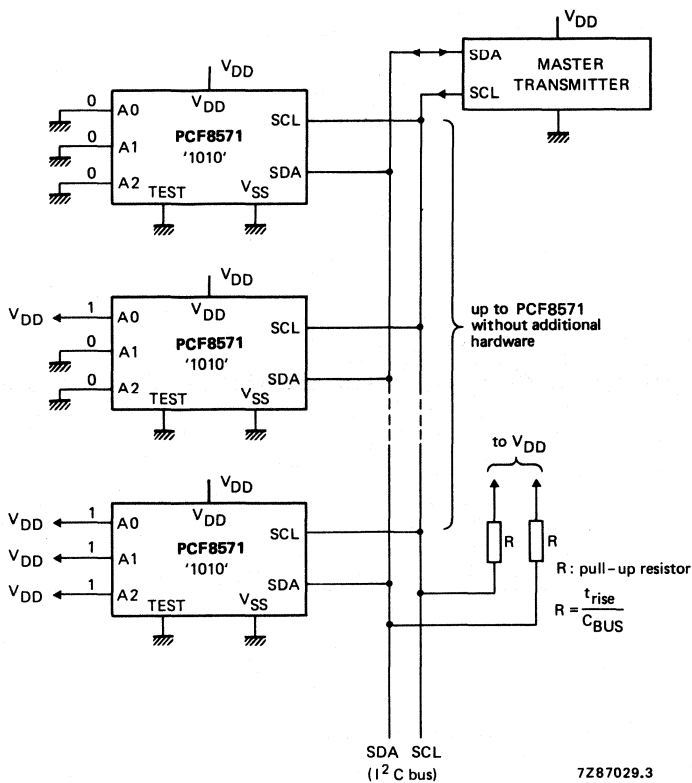 VDD
SDA
MASTER
TRANSMITTER
SCL
VDD
VDD
0 A0
PCF8571
SCL
0 A1
'1010'
0 A2
SDA
TEST
VSS
VDD
VDD
VDD 1 A0
PCF8571
SCL
0 A1
'1010'
0 A2
SDA
TEST
VSS
up to PCF8571
without additional
hardware
to VDD
VDD
VDD
VDD 1 A0
PCF8571
SCL
VDD 1 A1
'1010'
VDD 1 A2
SDA
TEST
VSS
R
R
R : pull-up resistor
R = trise
CBUS
SDA SCL
(I² C bus)
7Z87029.3